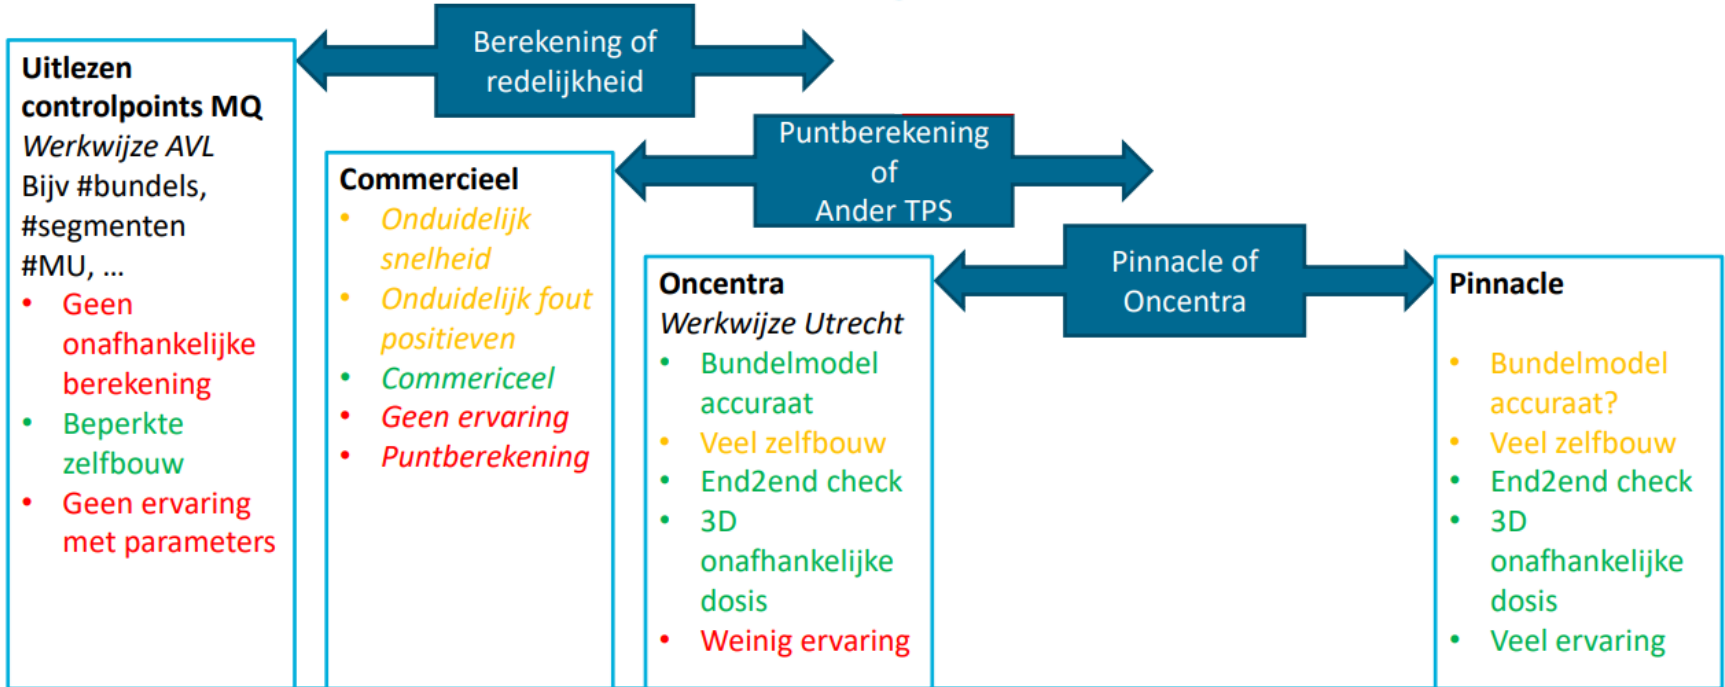 Berekening of
redelijkheid
Uitlezen
controlpoints MQ
Werkwijze AVL
Bijv #bundels,
#segmenten
#MU, ...
• Geen
onafhankelijke
berekening
• Beperkte
zelfbouw
• Geen ervaring
met parameters
Puntberekening
of
Ander TPS
Commercieel
• Onduidelijk
snelheid
• Onduidelijk fout
positieven
• Commericeel
• Geen ervaring
• Puntberekening
Pinnacle of
Oncentra
Oncentra
Werkwijze Utrecht
• Bundelmodel
accuraat
• Veel zelfbouw
• End2end check
• 3D
onafhankelijke
dosis
• Weinig ervaring
Pinnacle
• Bundelmodel
accuraat?
• Veel zelfbouw
• End2end check
• 3D
onafhankelijke
dosis
• Veel ervaring